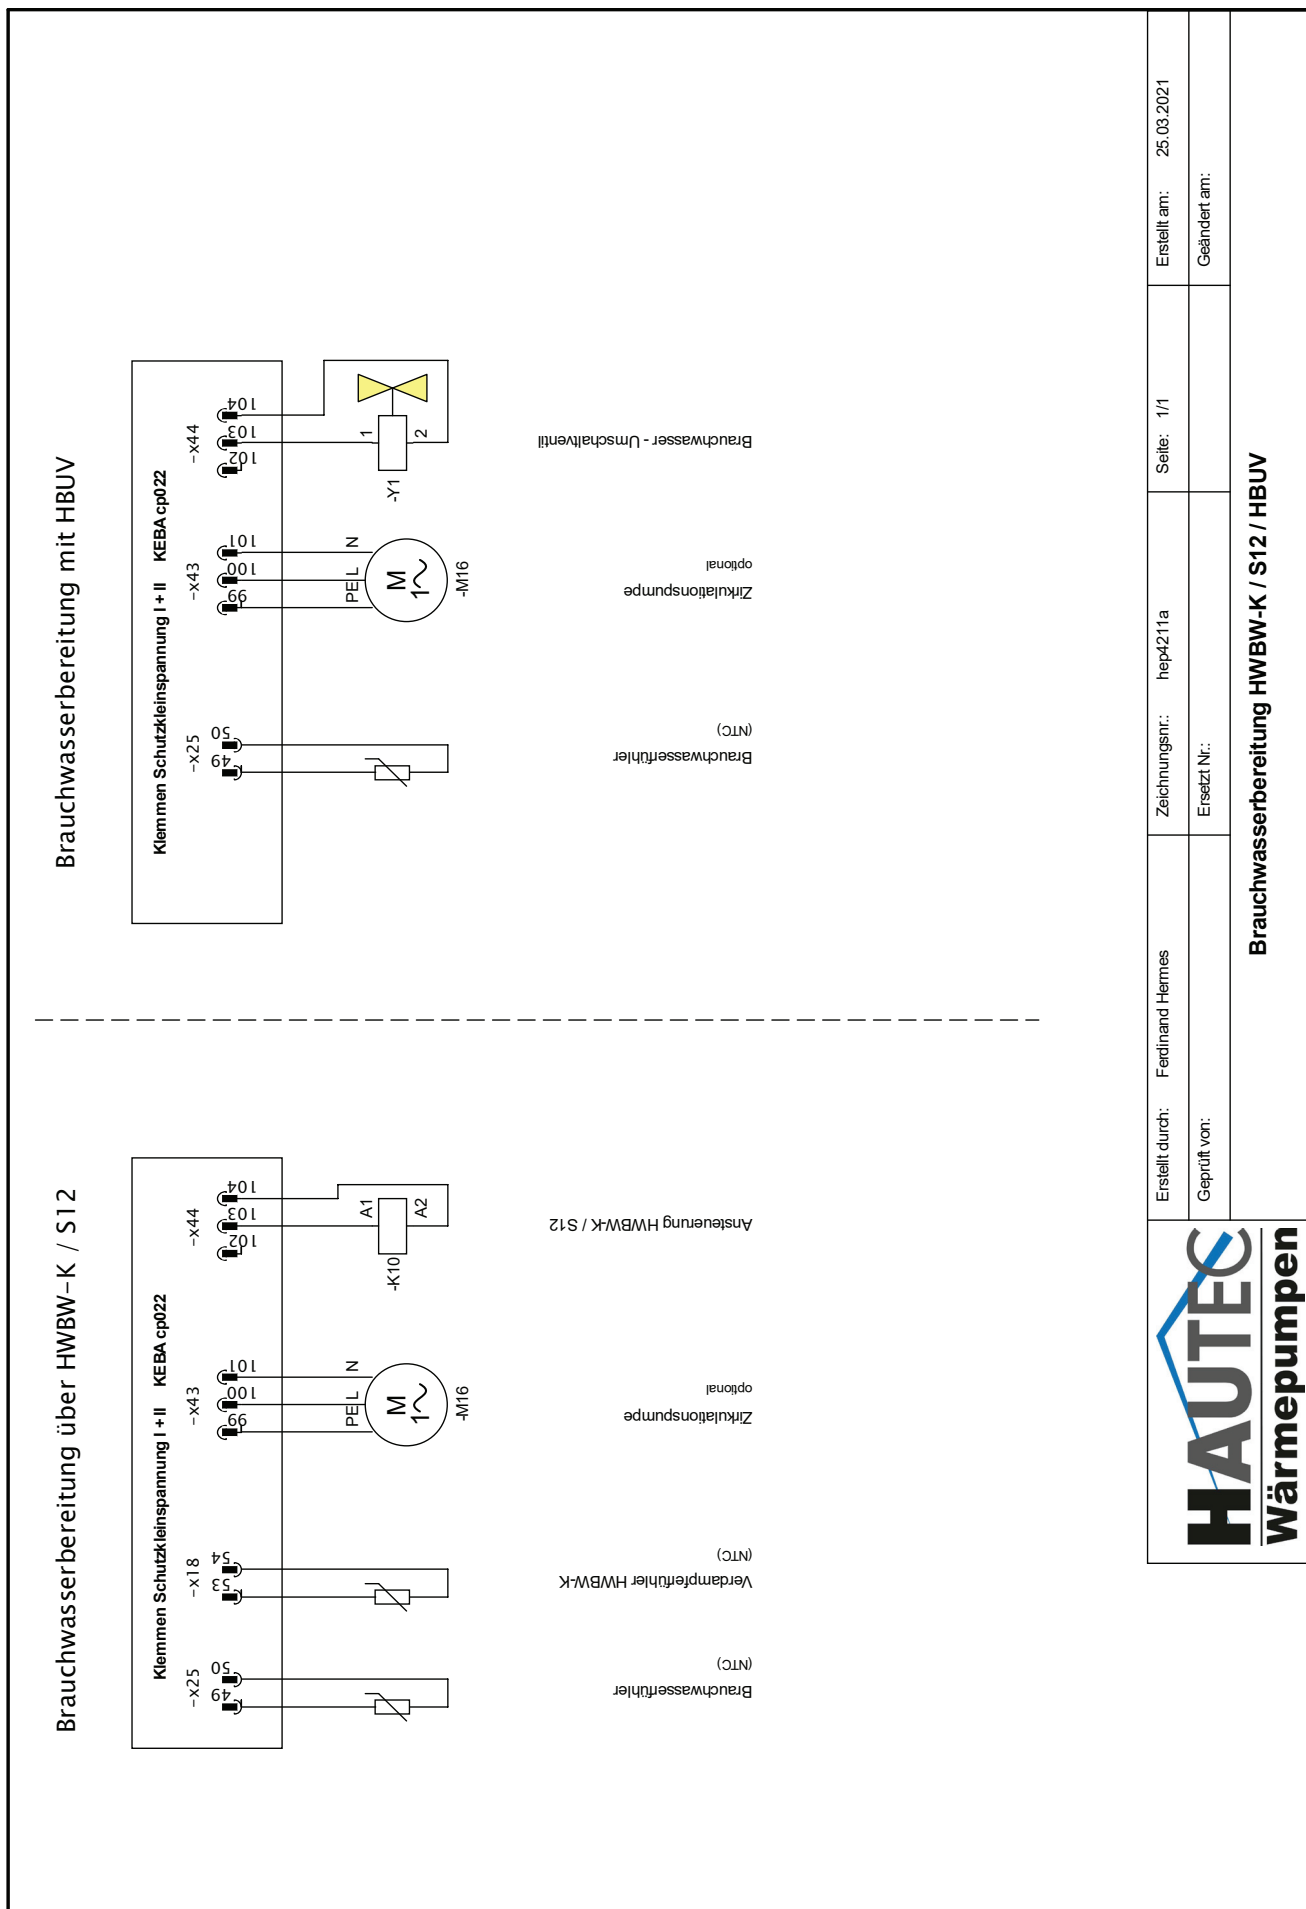 Brauchwasserbereitung über HWBW-K / S12
Klemmen Schutzkleinspannung I + II KEBA cp022
-x25
49 50
-x18
53 54
-x43
99 100 101
-x44
102 103 104
PE L N
M
1~
-M16
A1
A2
-K10
Brauchwasserfühler
(NTC)
Verdampferfühler HWBW-K
(NTC)
Zirkulationspumpe
optional
Ansteuerung HWBW-K / S12
Brauchwasserbereitung mit HBUV
Klemmen Schutzkleinspannung I + II KEBA cp022
-x25
49 50
-x43
99 100 101
-x44
102 103 104
PE L N
M
1~
-M16
1
2
-Y1
Brauchwasserfühler
(NTC)
Zirkulationspumpe
optional
Brauchwasser - Umschaltventil
HAUTEC
Wärmepumpen
Erstellt durch: Ferdinand Hermes
Zeichnungsnr.: hep4211a
Seite: 1/1
Erstellt am: 25.03.2021
Geprüft von:
Ersetzt Nr.:
Geändert am:
Brauchwasserbereitung HWBW-K / S12 / HBUV